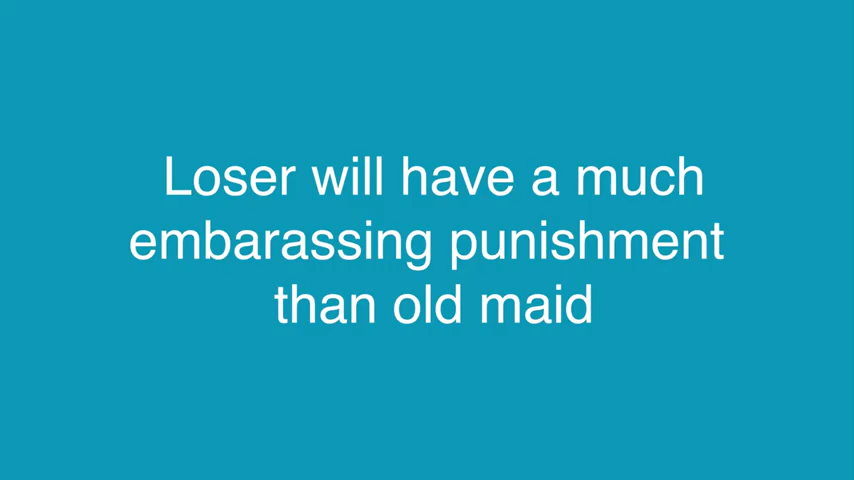 Loser will have a much
embarassing punishment
than old maid